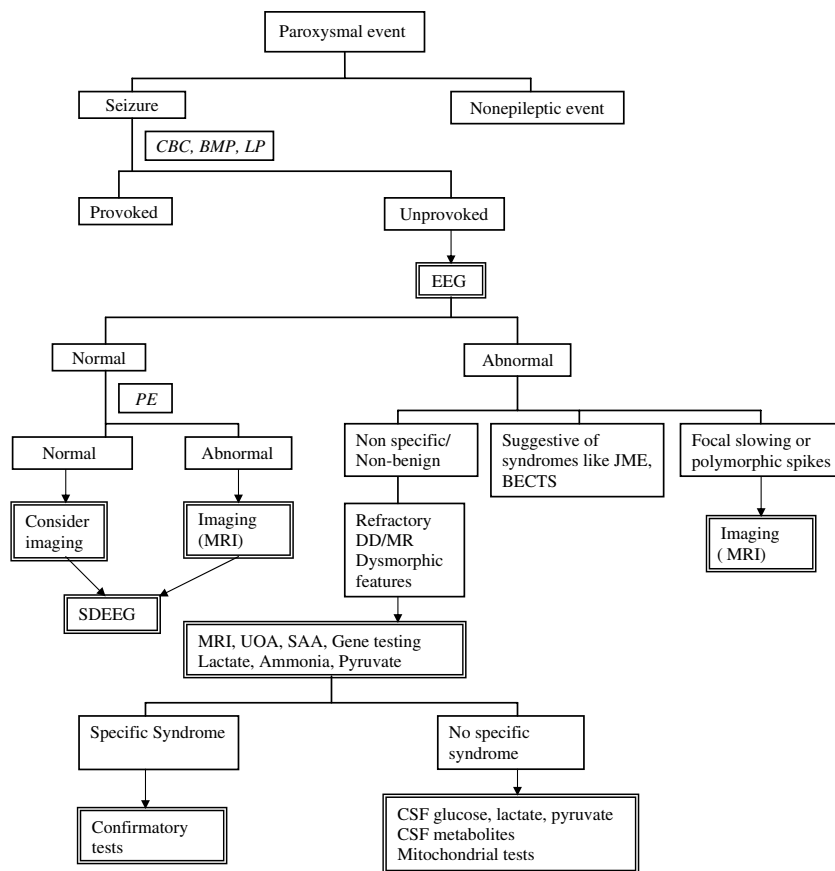 Paroxysmal event
Seizure
Nonepileptic event
CBC, BMP, LP
Provoked
Unprovoked
EEG
Normal
Abnormal
PE
Normal
Abnormal
Non specific/
Non-benign
Suggestive of
syndromes like JME,
BECTS
Focal slowing or
polymorphic spikes
Consider
imaging
Imaging
(MRI)
Refractory
DD/MR
Dysmorphic
features
Imaging
( MRI)
SDEEG
MRI, UOA, SAA, Gene testing
Lactate, Ammonia, Pyruvate
Specific Syndrome
No specific
syndrome
Confirmatory
tests
CSF glucose, lactate, pyruvate
CSF metabolites
Mitochondrial tests